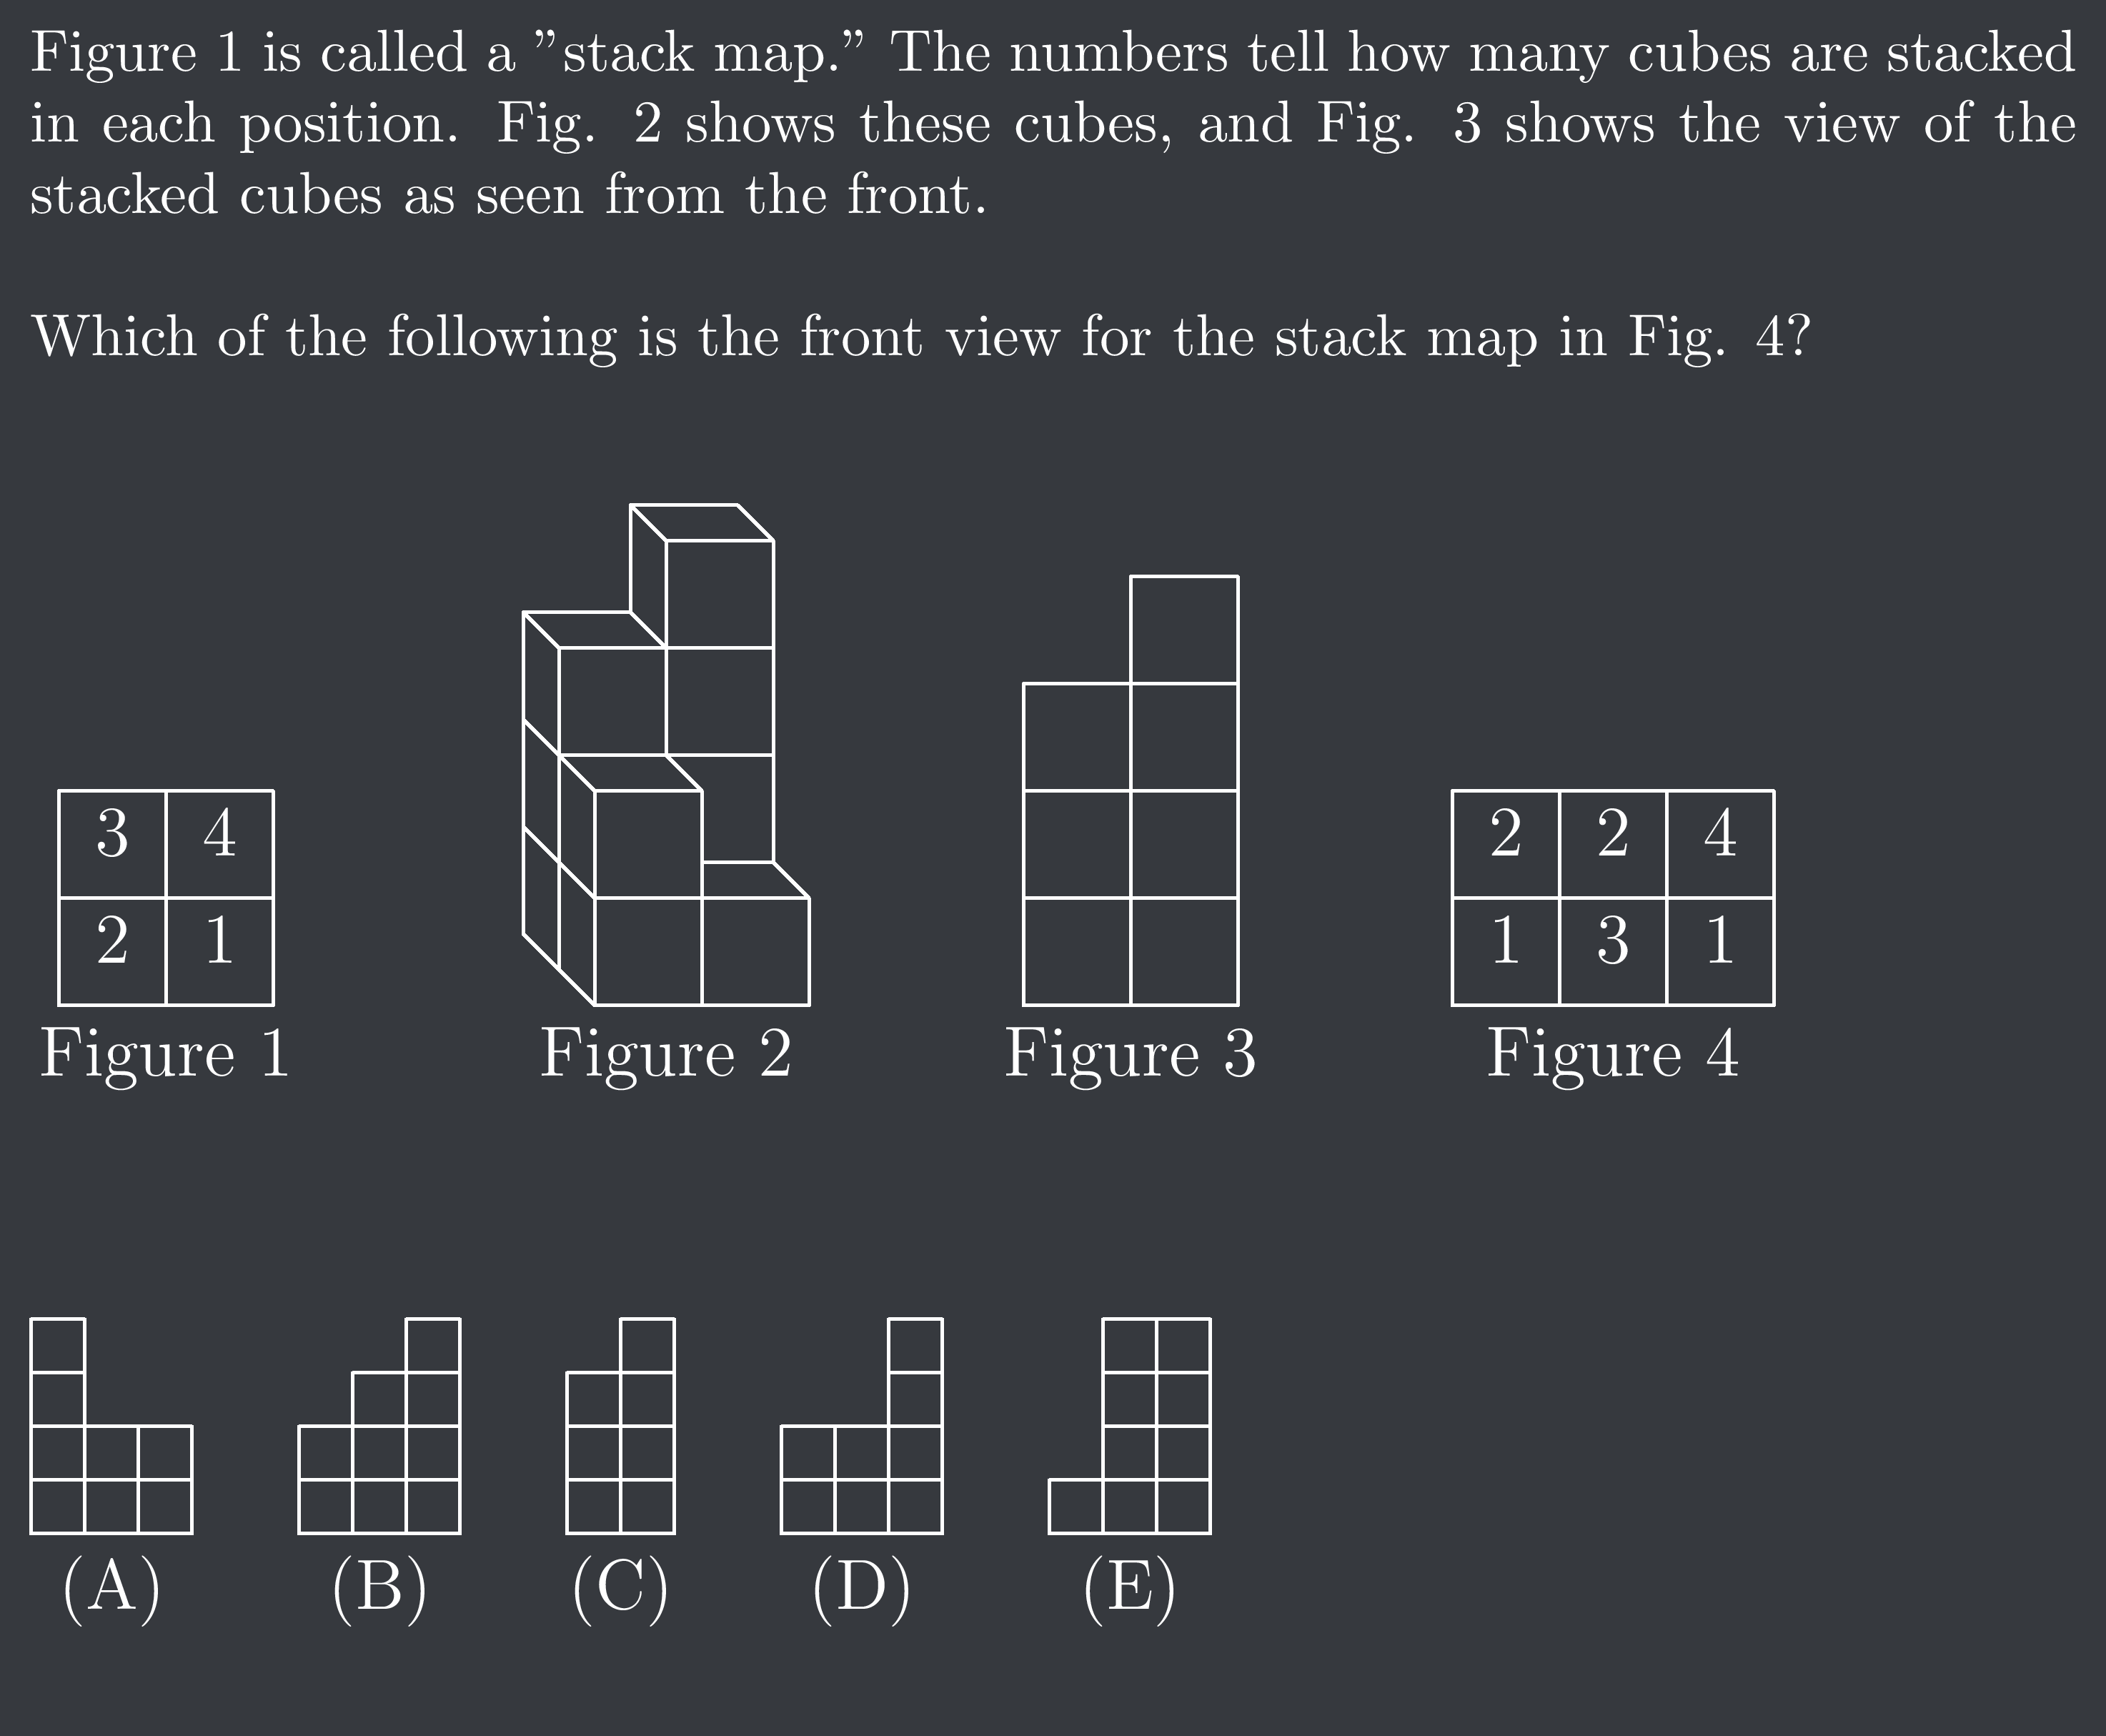 Figure 1 is called a ”stack map.” The numbers tell how many cubes are stacked
in each position. Fig. 2 shows these cubes, and Fig. 3 shows the view of the
stacked cubes as seen from the front.
Which of the following is the front view for the stack map in Fig. 4?
3 4
2 1
2 2 4
1 3 1
Figure 1
Figure 2
Figure 3
Figure 4
(A)
(B)
(C)
(D)
(E)